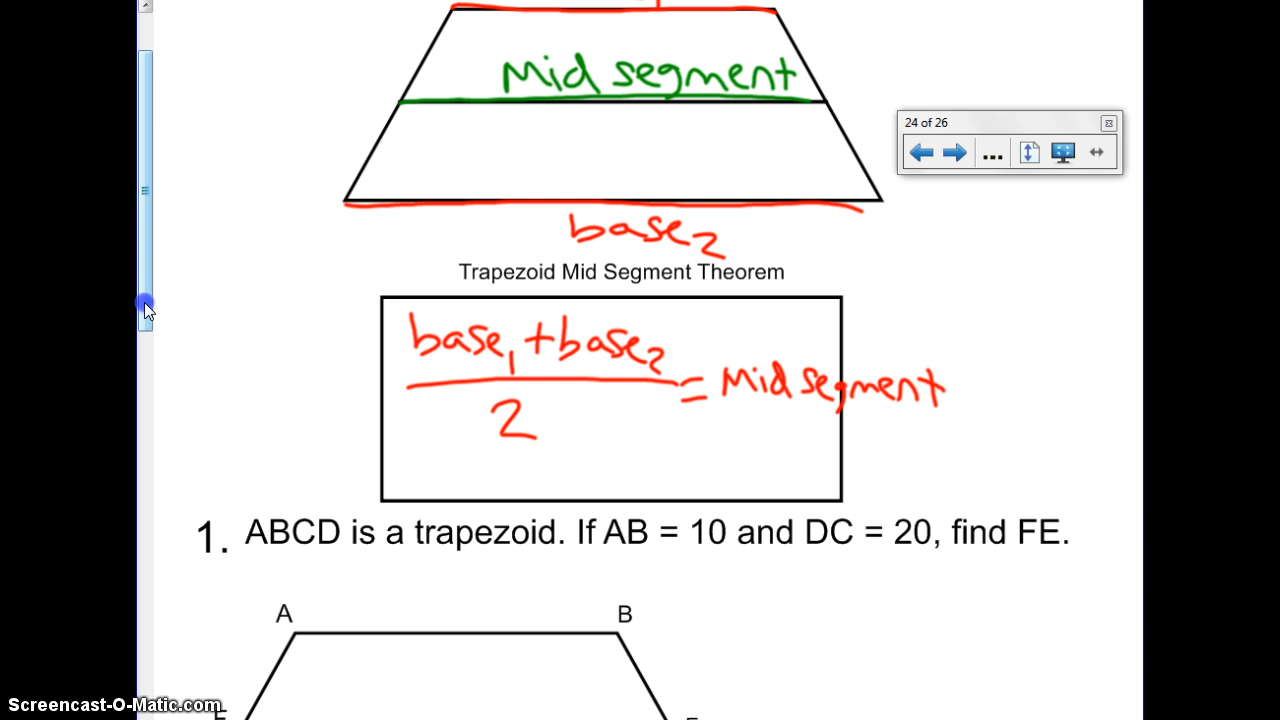 Mid segment
24 of 26
base2
Trapezoid Mid Segment Theorem
base1 + base2
2
= Mid segment
1. ABCD is a trapezoid. If AB = 10 and DC = 20, find FE.
A B
Screencast-O-Matic.com